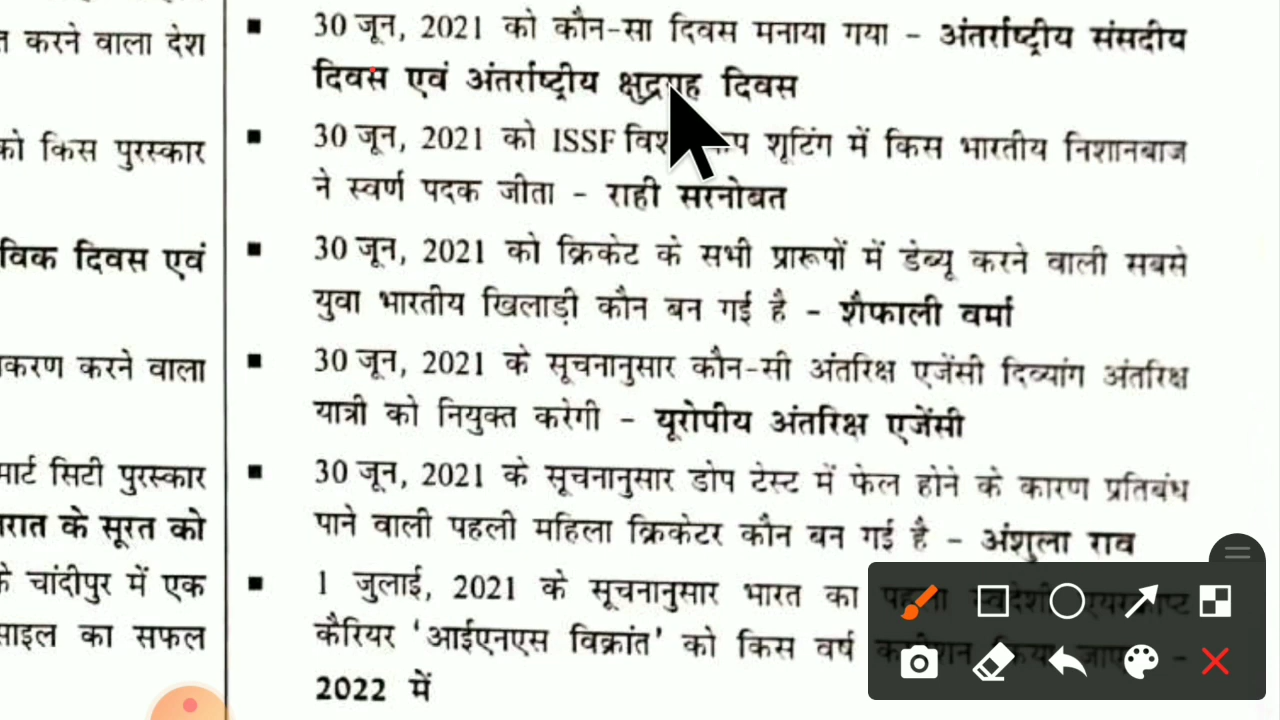 त करने वाला देश
को किस पुरस्कार
विक दिवस एवं
करण करने वाला
मार्ट सिटी पुरस्कार
रात के सूरत को
के चांदीपुर में एक
साइल का सफल
30 जून, 2021 को कौन-सा दिवस मनाया गया - अंतर्राष्ट्रीय संसदीय
दिवस एवं अंतर्राष्ट्रीय क्षुद्रग्रह दिवस
30 जून, 2021 को ISSF शूटिंग में किस भारतीय निशानबाज
ने स्वर्ण पदक जीता - राही सरनोबत
30 जून, 2021 को क्रिकेट के सभी प्रारूपों में डेब्यू करने वाली सबसे
युवा भारतीय खिलाड़ी कौन बन गई है - शैफाली वर्मा
30 जून, 2021 के सूचनानुसार कौन-सी अंतरिक्ष एजेंसी दिव्यांग अंतरिक्ष
यात्री को नियुक्त करेगी - यूरोपीय अंतरिक्ष एजेंसी
30 जून, 2021 के सूचनानुसार डोप टेस्ट में फेल होने के कारण प्रतिबंध
पाने वाली पहली महिला क्रिकेटर कौन बन गई है - अंशुला राव
1 जुलाई, 2021 के सूचनानुसार भारत का पहला स्वदेशी एयरक्राफ्ट
कैरियर ‘आईएनएस विक्रांत’ को किस वर्ष -
2022 में